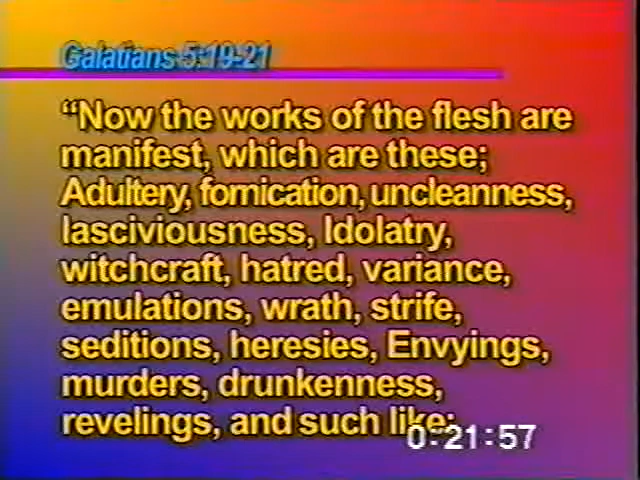 Galatians 5:19-21
“Now the works of the flesh are
manifest, which are these;
Adultery, fornication, uncleanness,
lasciviousness, Idolatry,
witchcraft, hatred, variance,
emulations, wrath, strife,
seditions, heresies, Envyings,
murders, drunkenness,
revelings, and such like:
0:21:57